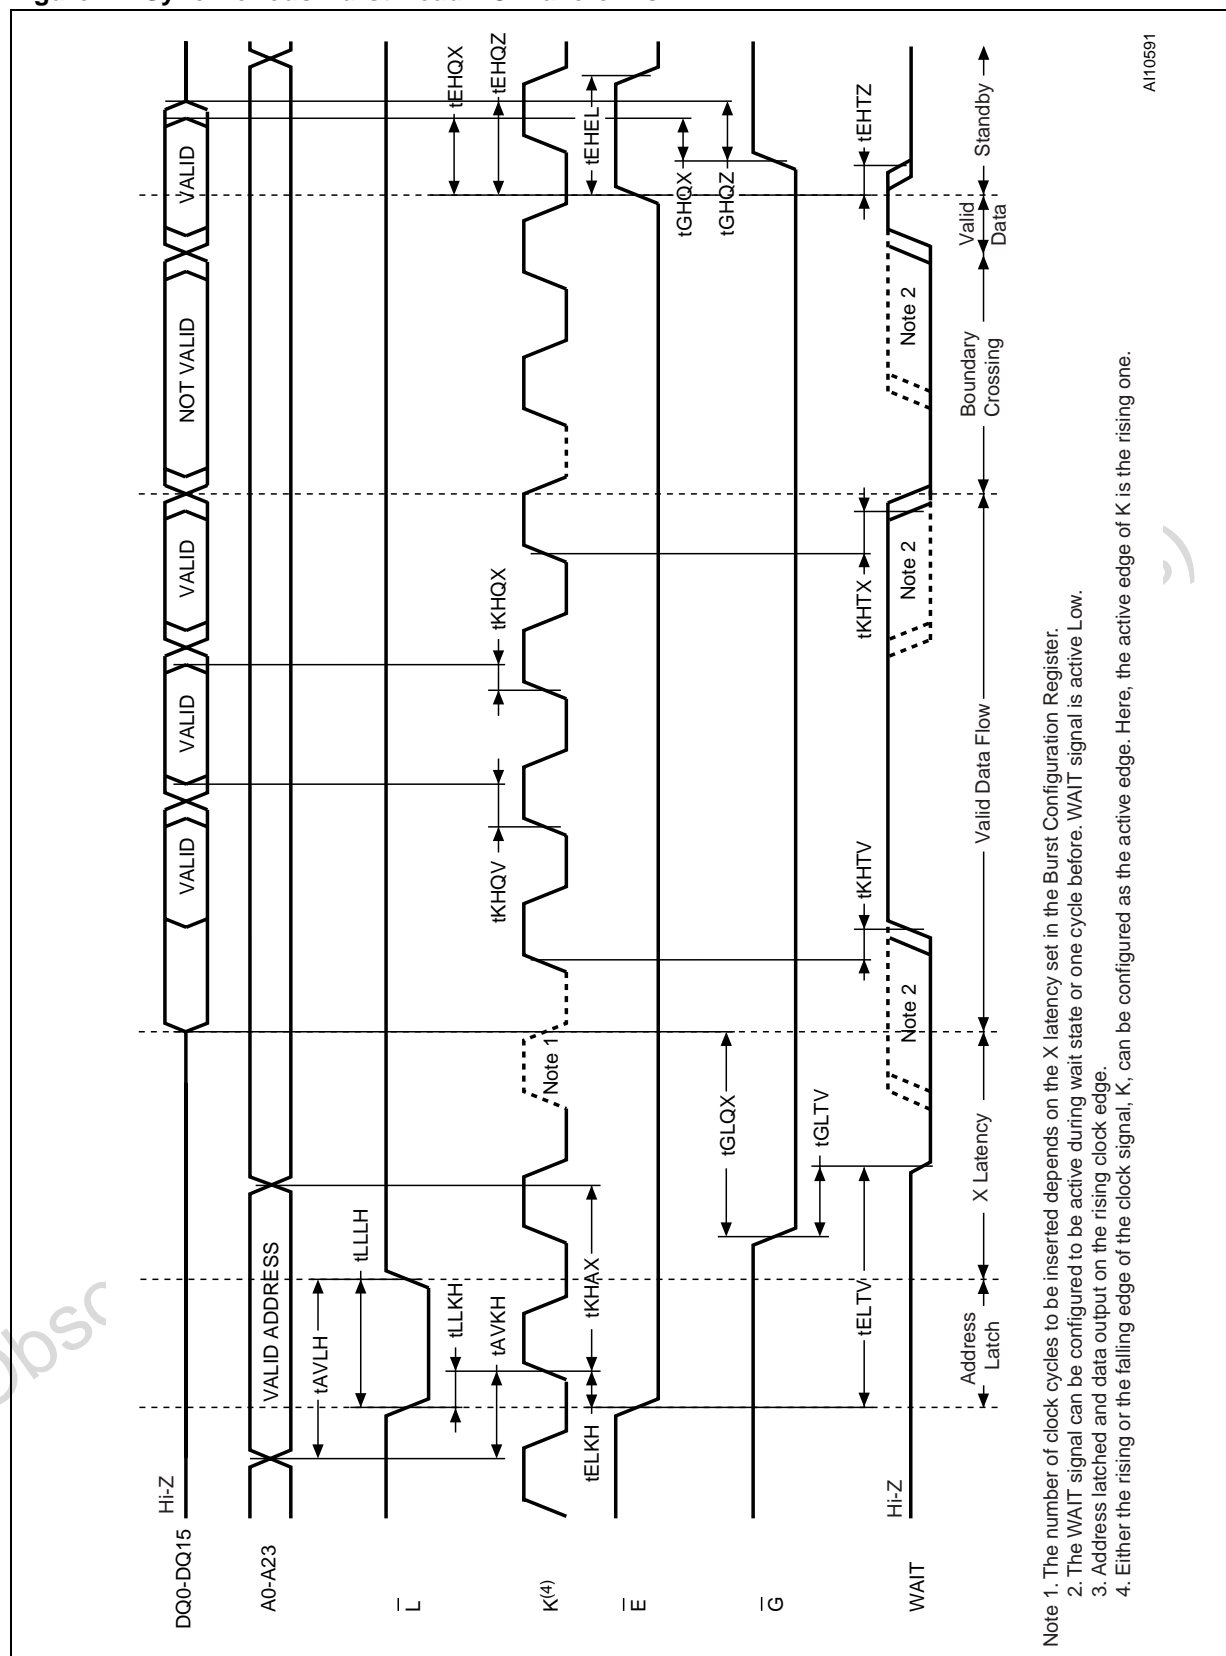 DQ0-DQ15
Hi-Z
VALID
VALID
VALID
NOT VALID
VALID
A0-A23
VALID ADDRESS
tAVLH
tLLLH
tEHQX
L
tLLKH
tAVKH
tKHQV
tKHQX
tEHQZ
K(4)
Note 1
tELKH
tKHAX
tEHEL
E
tGHQX
tGLQX
tGHQZ
G
tGLTV
tELTV
tKHTV
tKHTX
tEHTZ
WAIT
Hi-Z
Note 2
Note 2
Note 2
Address
Latch
X Latency
Valid Data Flow
Boundary
Crossing
Valid
Data
Standby
Note 1. The number of clock cycles to be inserted depends on the X latency set in the Burst Configuration Register.
2. The WAIT signal can be configured to be active during wait state or one cycle before. WAIT signal is active Low.
3. Address latched and data output on the rising clock edge.
4. Either the rising or the falling edge of the clock signal, K, can be configured as the active edge. Here, the active edge of K is the rising one.
AI10591